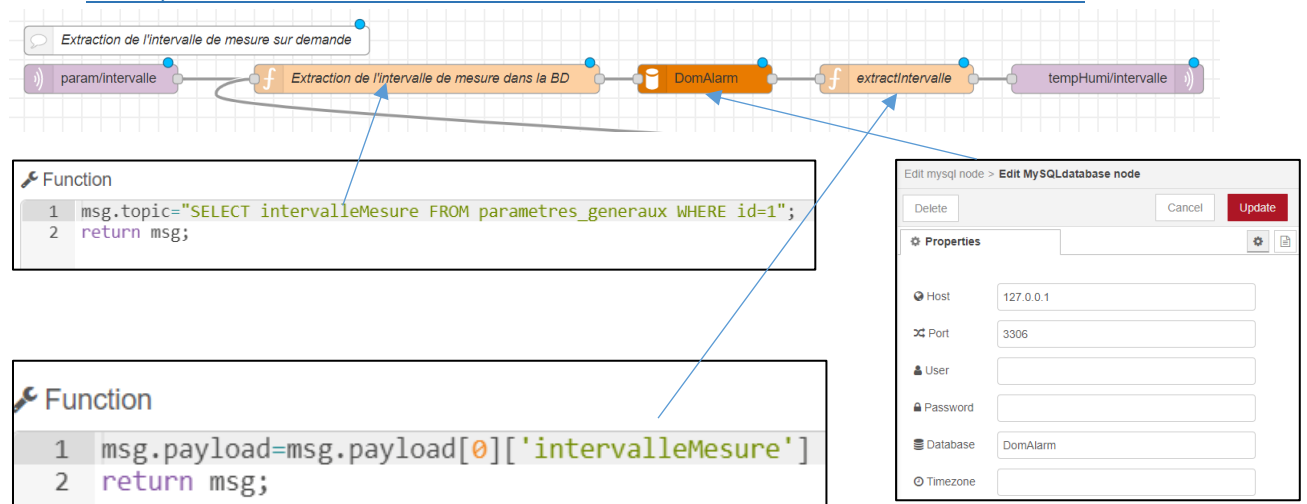 Extraction de l'intervalle de mesure sur demande
param/intervalle
f Extraction de l'intervalle de mesure dans la BD
DomAlarm
f extractIntervalle
tempHumi/intervalle
Function
1 msg.topic="SELECT intervalleMesure FROM parametres_generaux WHERE id=1";
2 return msg;
Function
1 msg.payload=msg.payload[0]['intervalleMesure']
2 return msg;
Edit mysql node > Edit MySQLdatabase node
Delete Cancel Update
Properties
Host 127.0.0.1
Port 3306
User
Password
Database DomAlarm
Timezone